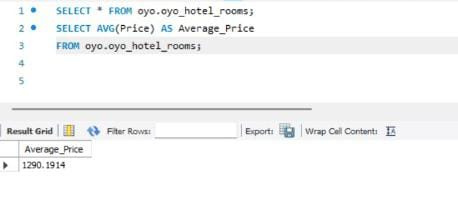 1 SELECT * FROM oyo.oyo_hotel_rooms;
2 SELECT AVG(Price) AS Average_Price
3 FROM oyo.oyo_hotel_rooms;
4
5
Result Grid Filter Rows: Export: Wrap Cell Content:
Average_Price
1290.1914